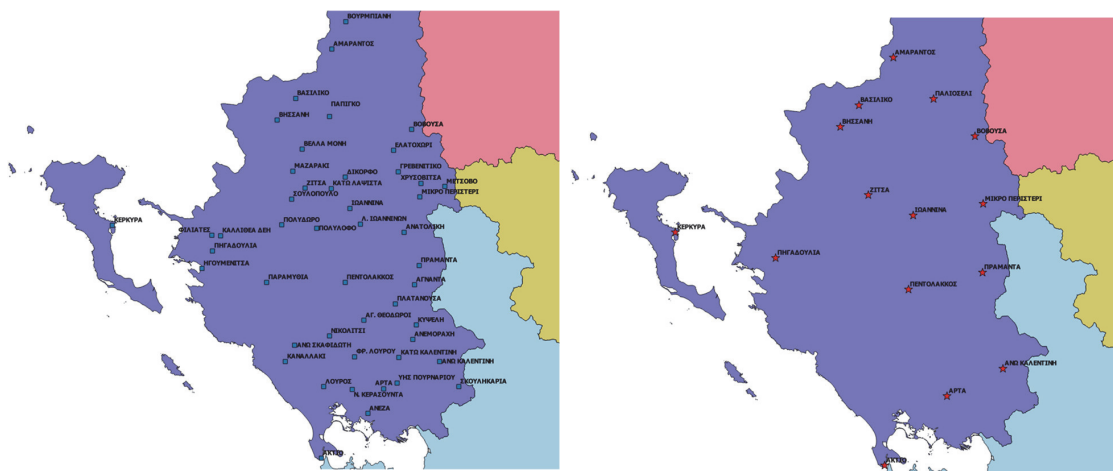 ΒΟΥΡΜΠΙΑΝΗ
ΑΜΑΡΑΝΤΟΣ
ΒΑΣΙΛΙΚΟ
ΠΑΠΙΓΚΟ
ΒΗΣΣΑΝΗ
ΒΟΒΟΥΣΑ
ΒΕΛΛΑ ΜΟΝΗ
ΕΛΑΤΟΧΩΡΙ
ΜΑΖΑΡΑΚΙ
ΔΙΚΟΡΦΟ
ΓΡΕΒΕΝΙΤΙΚΟ
ΧΡΥΣΟΒΙΤΣΑ
ΜΕΤΣΟΒΟ
ΖΙΤΣΑ
ΚΑΤΩ ΛΑΨΙΣΤΑ
ΜΙΚΡΟ ΠΕΡΙΣΤΕΡΙ
ΣΟΥΛΟΠΟΥΛΟ
ΙΩΑΝΝΙΝΑ
ΚΕΡΚΥΡΑ
ΠΟΛΥΔΩΡΟ
Λ. ΙΩΑΝΝΕΝΩΝ
ΠΟΛΥΛΟΦΟ
ΑΝΑΤΟΛΙΚΗ
ΦΙΛΙΑΤΕΣ
ΚΑΛΛΙΘΕΑ ΔΕΗ
ΠΗΓΑΔΟΥΛΙΑ
ΗΓΟΥΜΕΝΙΤΣΑ
ΠΡΑΜΑΝΤΑ
ΠΑΡΑΜΥΘΙΑ
ΠΕΝΤΟΛΑΚΚΟΣ
ΑΓΝΑΝΤΑ
ΠΛΑΤΑΝΟΥΣΑ
ΑΓ. ΘΕΟΔΩΡΟΙ
ΚΥΨΕΛΗ
ΝΙΚΟΛΙΤΣΙ
ΑΝΕΜΟΡΑΧΗ
ΑΝΩ ΣΚΑΦΙΔΩΤΗ
ΚΑΝΑΛΛΑΚΙ
ΦΡ. ΛΟΥΡΟΥ
ΚΑΤΩ ΚΑΛΕΝΤΙΝΗ
ΑΝΩ ΚΑΛΕΝΤΙΝΗ
ΛΟΥΡΟΣ
ΑΡΤΑ
ΥΗΣ ΠΟΥΡΝΑΡΙΟΥ
ΣΚΟΥΛΗΚΑΡΙΑ
Ν. ΚΕΡΑΣΟΥΝΤΑ
ΑΝΕΖΑ
ΑΚΤΙΟ
ΑΜΑΡΑΝΤΟΣ
ΠΑΛΙΟΣΕΛΙ
ΒΑΣΙΛΙΚΟ
ΒΗΣΣΑΝΗ
ΒΟΒΟΥΣΑ
ΖΙΤΣΑ
ΜΙΚΡΟ ΠΕΡΙΣΤΕΡΙ
ΙΩΑΝΝΙΝΑ
ΚΕΡΚΥΡΑ
ΠΗΓΑΔΟΥΛΙΑ
ΠΡΑΜΑΝΤΑ
ΠΕΝΤΟΛΑΚΚΟΣ
ΑΝΩ ΚΑΛΕΝΤΙΝΗ
ΑΡΤΑ
ΑΚΤΙΟ